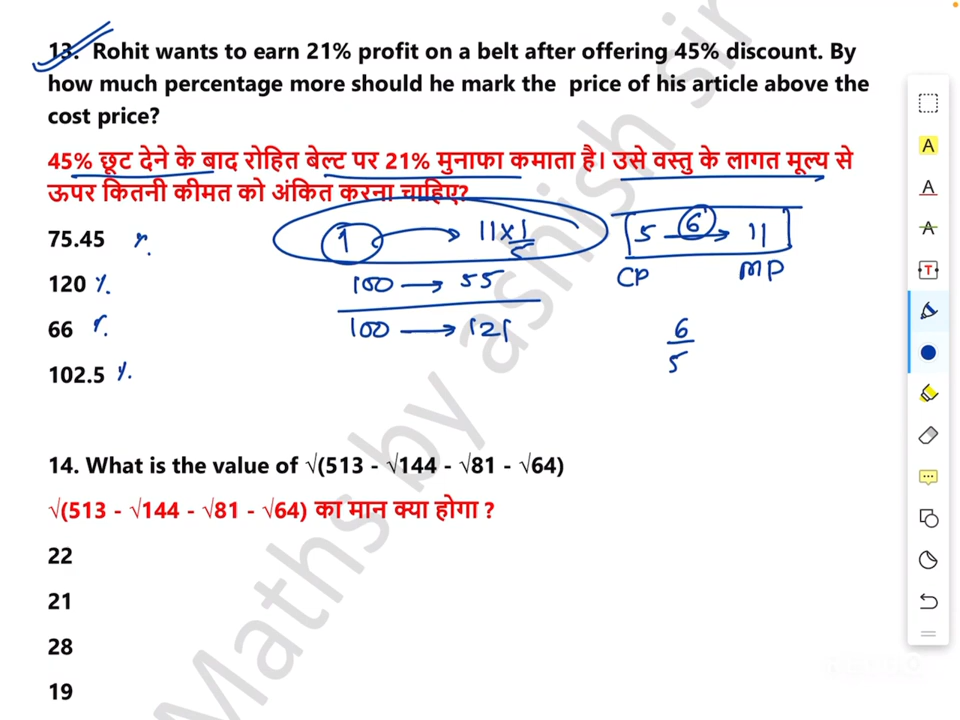 13. Rohit wants to earn 21% profit on a belt after offering 45% discount. By
how much percentage more should he mark the price of his article above the
cost price?
45% छूट देने के बाद रोहित बेल्ट पर 21% मुनाफा कमाता है। उसे वस्तु के लागत मूल्य से
ऊपर कितनी कीमत को अंकित करना चाहिए?
75.45 %
120 %
66 %
102.5 %
1 → 11 × 1
100 → 55
100 → 121
5 6 → 11
CP MP
6
5
14. What is the value of √(513 - √144 - √81 - √64)
√(513 - √144 - √81 - √64) का मान क्या होगा ?
22
21
28
19
Maths by ashish sir
A
A
A
T